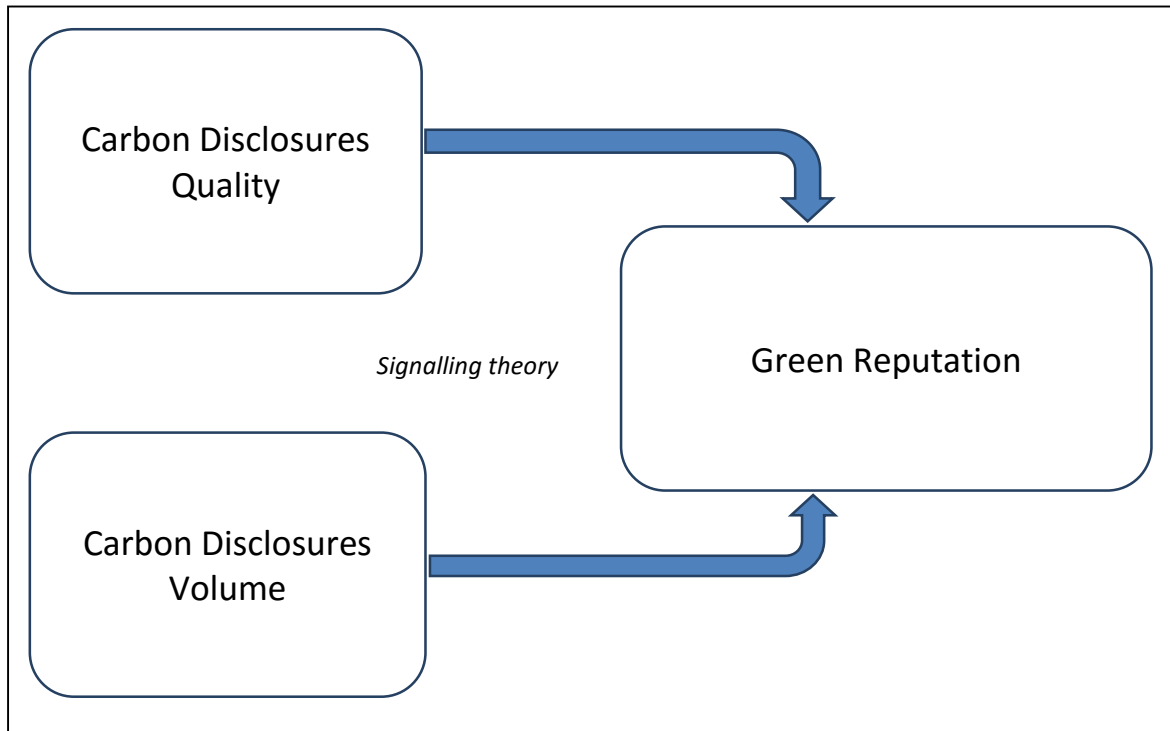 Carbon Disclosures
Quality
Signalling theory
Green Reputation
Carbon Disclosures
Volume